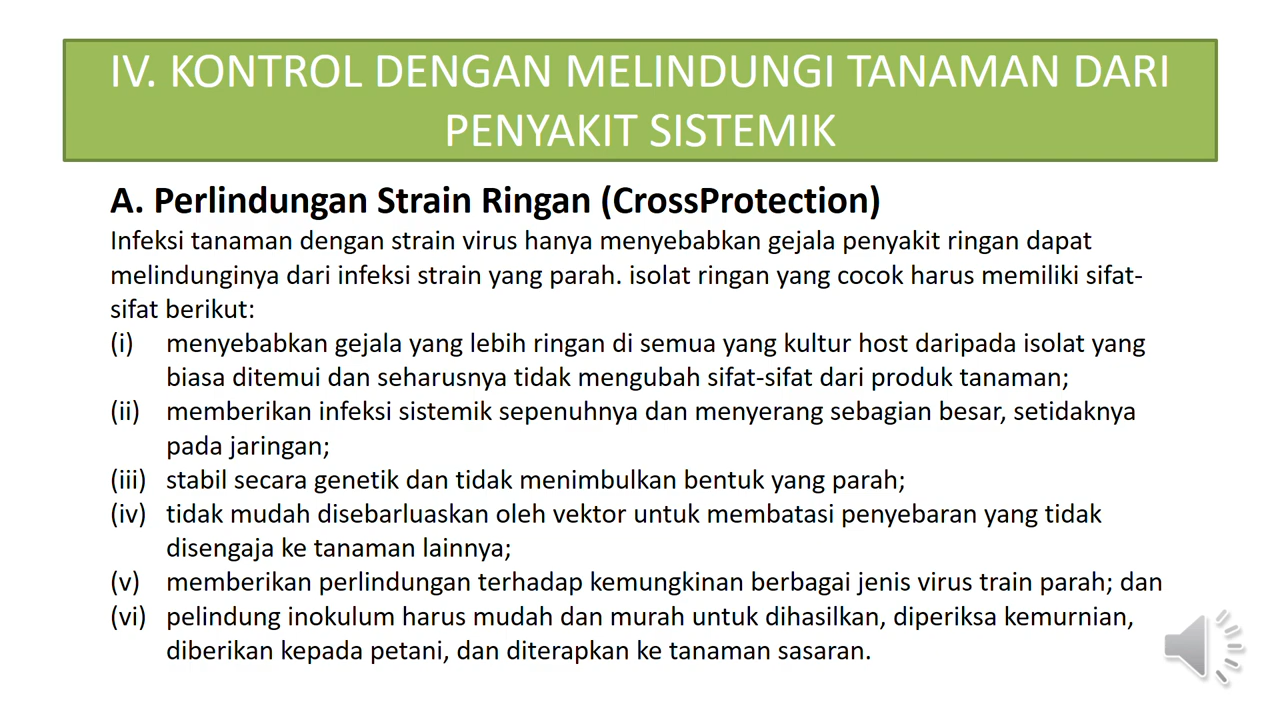 IV. KONTROL DENGAN MELINDUNGI TANAMAN DARI
PENYAKIT SISTEMIK
A. Perlindungan Strain Ringan (CrossProtection)
Infeksi tanaman dengan strain virus hanya menyebabkan gejala penyakit ringan dapat
melindunginya dari infeksi strain yang parah. isolat ringan yang cocok harus memiliki sifat-
sifat berikut:
(i) menyebabkan gejala yang lebih ringan di semua yang kultur host daripada isolat yang
biasa ditemui dan seharusnya tidak mengubah sifat-sifat dari produk tanaman;
(ii) memberikan infeksi sistemik sepenuhnya dan menyerang sebagian besar, setidaknya
pada jaringan;
(iii) stabil secara genetik dan tidak menimbulkan bentuk yang parah;
(iv) tidak mudah disebarluaskan oleh vektor untuk membatasi penyebaran yang tidak
disengaja ke tanaman lainnya;
(v) memberikan perlindungan terhadap kemungkinan berbagai jenis virus train parah; dan
(vi) pelindung inokulum harus mudah dan murah untuk dihasilkan, diperiksa kemurnian,
diberikan kepada petani, dan diterapkan ke tanaman sasaran.